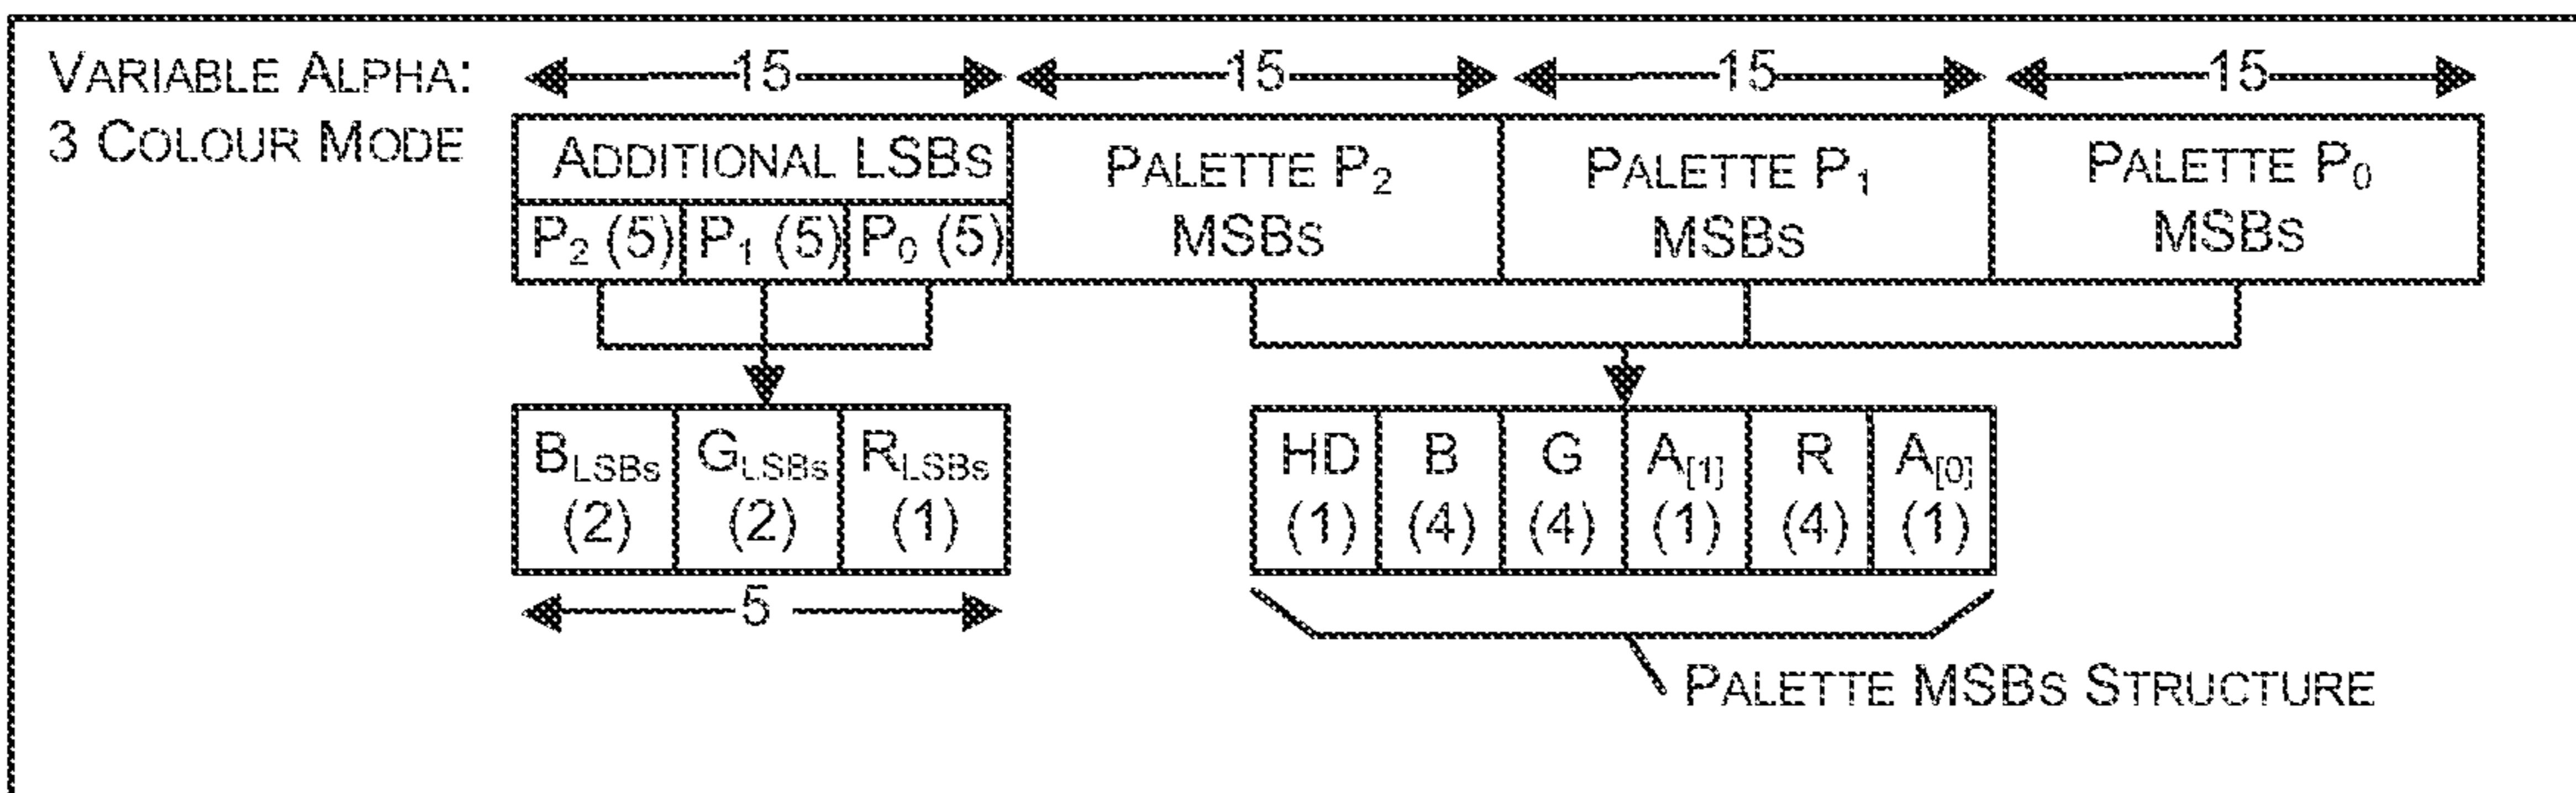 VARIABLE ALPHA:
3 COLOUR MODE
15 15 15 15
ADDITIONAL LSBs
P2 (5) P1 (5) P0 (5)
PALETTE P2
MSBs
PALETTE P1
MSBs
PALETTE P0
MSBs
BLSBs GLSBs RLSBs
(2) (2) (1)
5
HD B G A[1] R A[0]
(1) (4) (4) (1) (4) (1)
PALETTE MSBs STRUCTURE